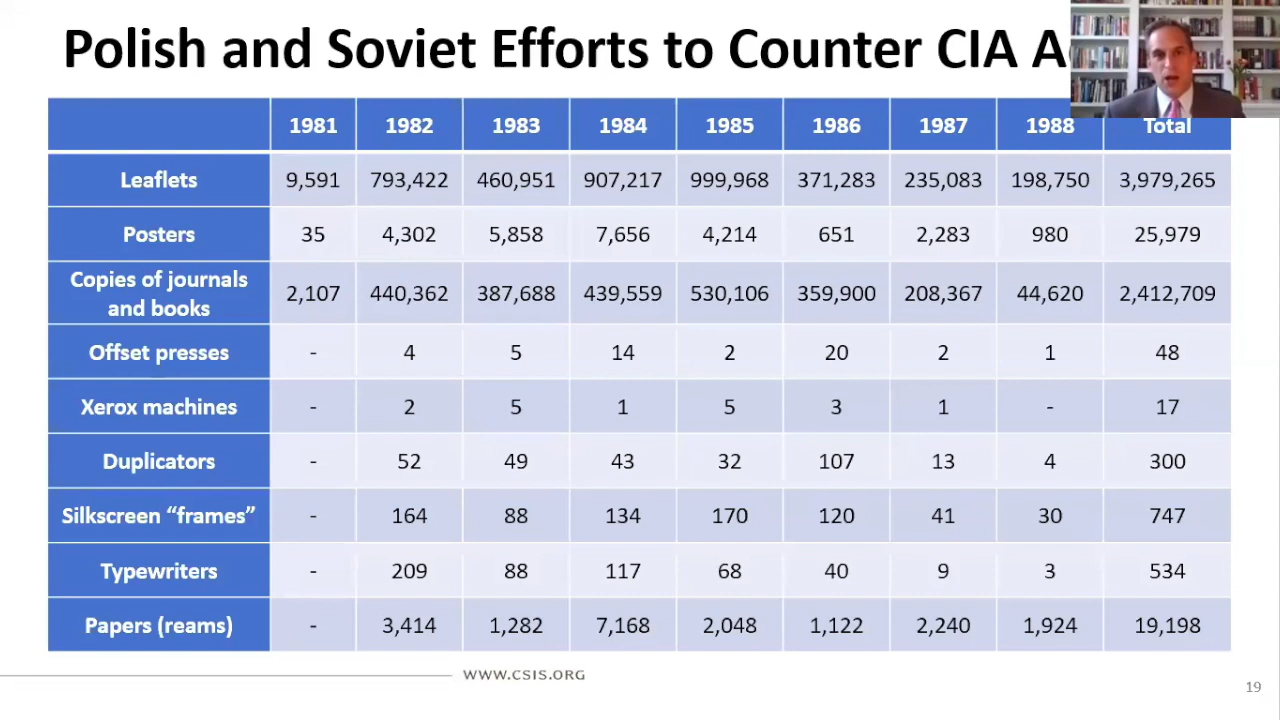 Polish and Soviet Efforts to Counter CIA
1981 1982 1983 1984 1985 1986 1987 1988 Total
Leaflets 9,591 793,422 460,951 907,217 999,968 371,283 235,083 198,750 3,979,265
Posters 35 4,302 5,858 7,656 4,214 651 2,283 980 25,979
Copies of journals
and books 2,107 440,362 387,688 439,559 530,106 359,900 208,367 44,620 2,412,709
Offset presses - 4 5 14 2 20 2 1 48
Xerox machines - 2 5 1 5 3 1 - 17
Duplicators - 52 49 43 32 107 13 4 300
Silkscreen “frames” - 164 88 134 170 120 41 30 747
Typewriters - 209 88 117 68 40 9 3 534
Papers (reams) - 3,414 1,282 7,168 2,048 1,122 2,240 1,924 19,198
WWW.CSIS.ORG
19